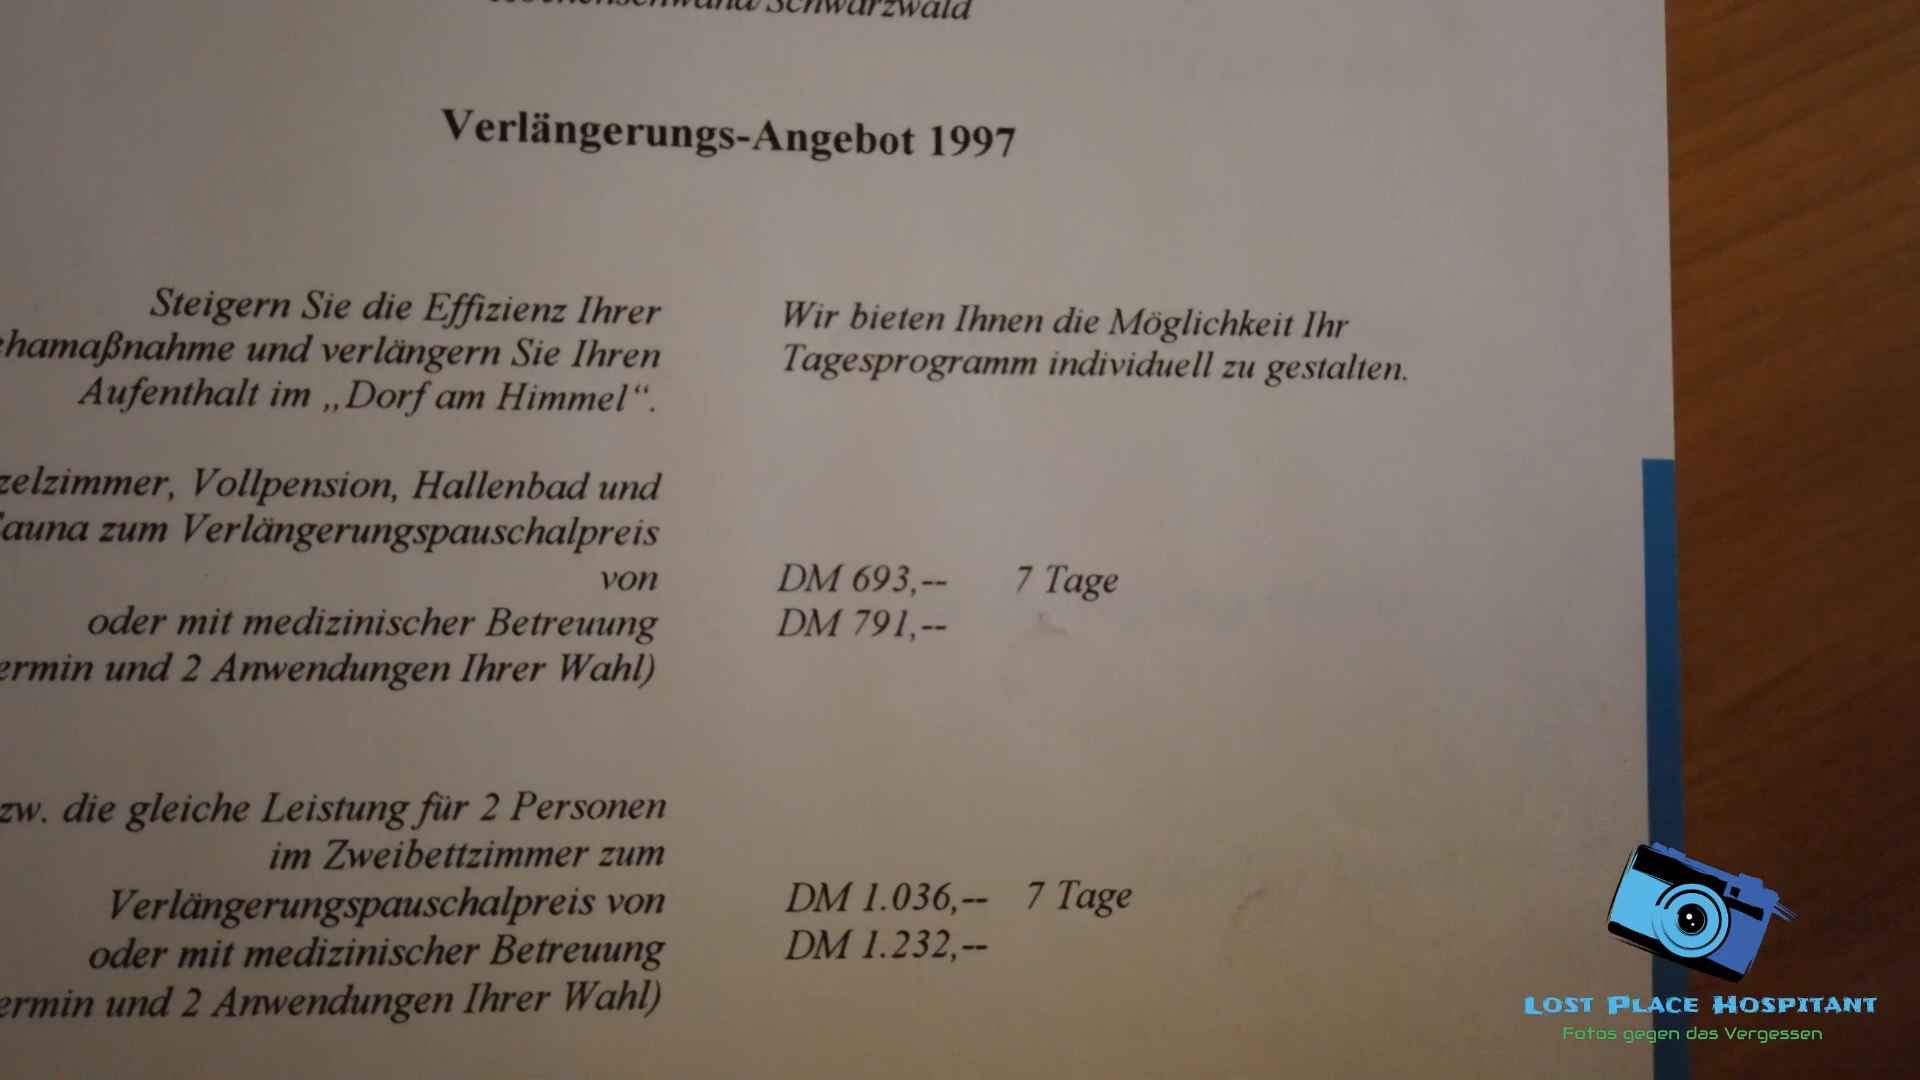 Schwarzwald
Verlängerungs-Angebot 1997
Steigern Sie die Effizienz Ihrer
hamaßnahme und verlängern Sie Ihren
Aufenthalt im „Dorf am Himmel“.
Wir bieten Ihnen die Möglichkeit Ihr
Tagesprogramm individuell zu gestalten.
zelzimmer, Vollpension, Hallenbad und
auna zum Verlängerungspauschalpreis
von DM 693,-- 7 Tage
oder mit medizinischer Betreuung DM 791,--
ermin und 2 Anwendungen Ihrer Wahl)
zw. die gleiche Leistung für 2 Personen
im Zweibettzimmer zum
Verlängerungspauschalpreis von DM 1.036,-- 7 Tage
oder mit medizinischer Betreuung DM 1.232,--
ermin und 2 Anwendungen Ihrer Wahl)
Lost Place Hospitant
Fotos gegen das Vergessen